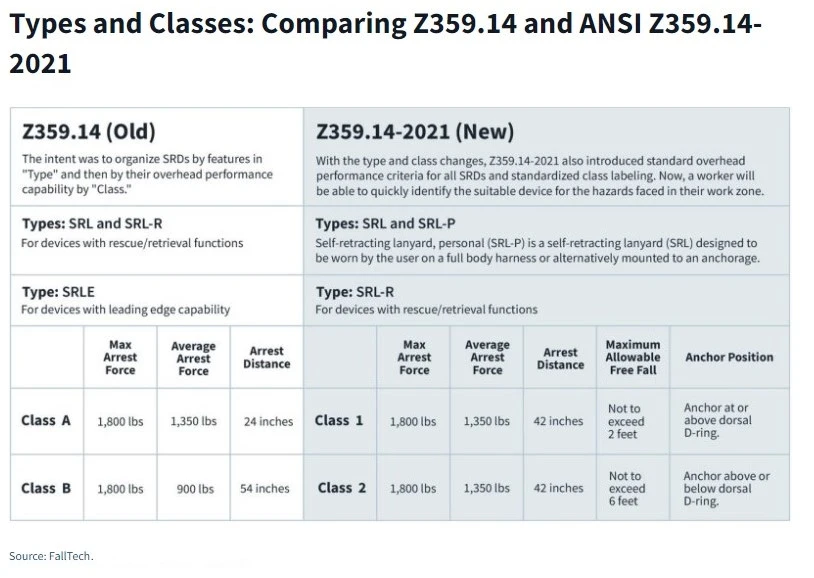 Types and Classes: Comparing Z359.14 and ANSI Z359.14-
2021
Z359.14 (Old)
The intent was to organize SRDs by features in
"Type" and then by their overhead performance
capability by "Class."
Z359.14-2021 (New)
With the type and class changes, Z359.14-2021 also introduced standard overhead
performance criteria for all SRDs and standardized class labeling. Now, a worker will
be able to quickly identify the suitable device for the hazards faced in their work zone.
Types: SRL and SRL-R
For devices with rescue/retrieval functions
Types: SRL and SRL-P
Self-retracting lanyard, personal (SRL-P) is a self-retracting lanyard (SRL) designed to
be worn by the user on a full body harness or alternatively mounted to an anchorage.
Type: SRLE
For devices with leading edge capability
Type: SRL-R
For devices with rescue/retrieval functions
Max
Arrest
Force
Average
Arrest
Force
Arrest
Distance
Max
Arrest
Force
Average
Arrest
Force
Arrest
Distance
Maximum
Allowable
Free Fall
Anchor Position
Class A
1,800 lbs
1,350 lbs
24 inches
Class 1
1,800 lbs
1,350 lbs
42 inches
Not to
exceed
2 feet
Anchor at or
above dorsal
D-ring.
Class B
1,800 lbs
900 lbs
54 inches
Class 2
1,800 lbs
1,350 lbs
42 inches
Not to
exceed
6 feet
Anchor above or
below dorsal
D-ring.
Source: FallTech.